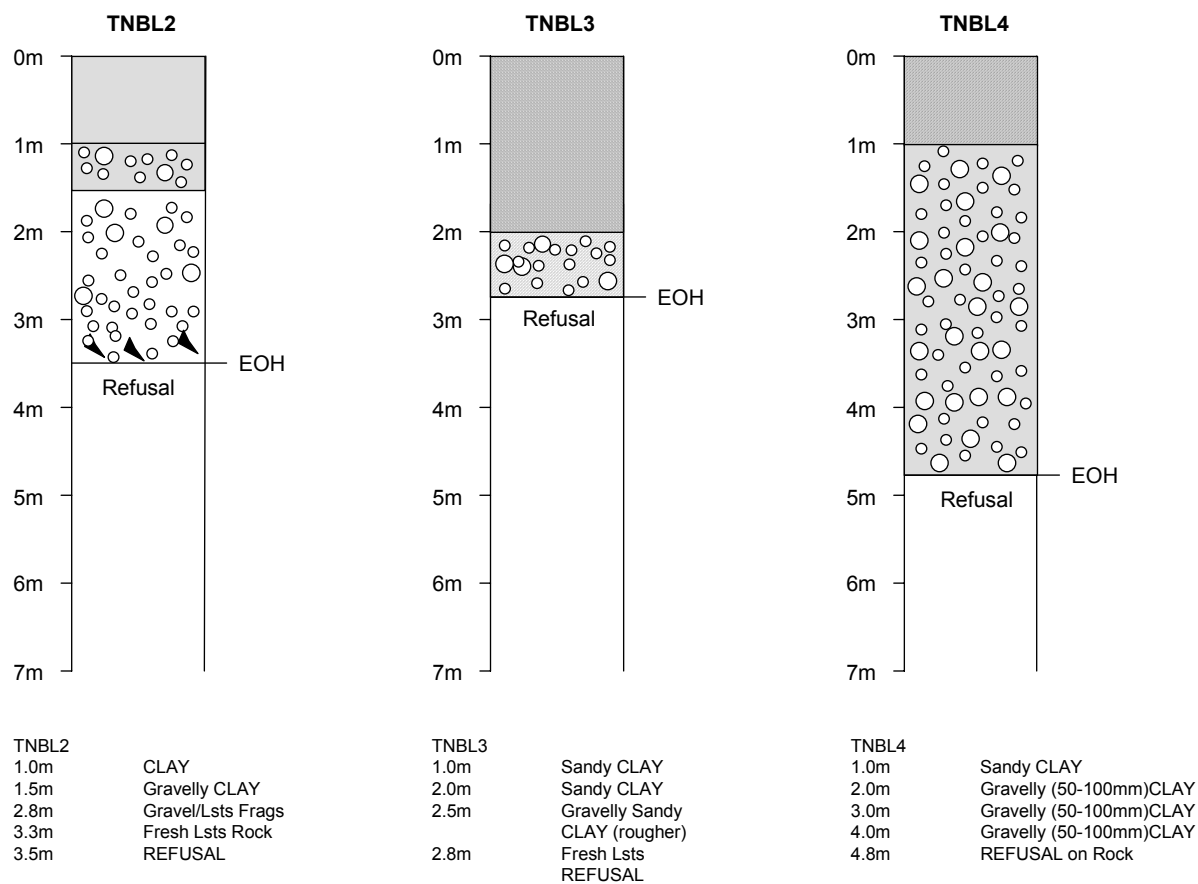 TNBL2
TNBL3
TNBL4
0m
1m
2m
3m
4m
5m
6m
7m
EOH
Refusal
0m
1m
2m
3m
4m
5m
6m
7m
EOH
Refusal
0m
1m
2m
3m
4m
5m
6m
7m
EOH
Refusal
TNBL2
1.0m CLAY
1.5m Gravelly CLAY
2.8m Gravel/Lsts Frags
3.3m Fresh Lsts Rock
3.5m REFUSAL
TNBL3
1.0m Sandy CLAY
2.0m Sandy CLAY
2.5m Gravelly Sandy
CLAY (rougher)
2.8m Fresh Lsts
REFUSAL
TNBL4
1.0m Sandy CLAY
2.0m Gravelly (50-100mm)CLAY
3.0m Gravelly (50-100mm)CLAY
4.0m Gravelly (50-100mm)CLAY
4.8m REFUSAL on Rock